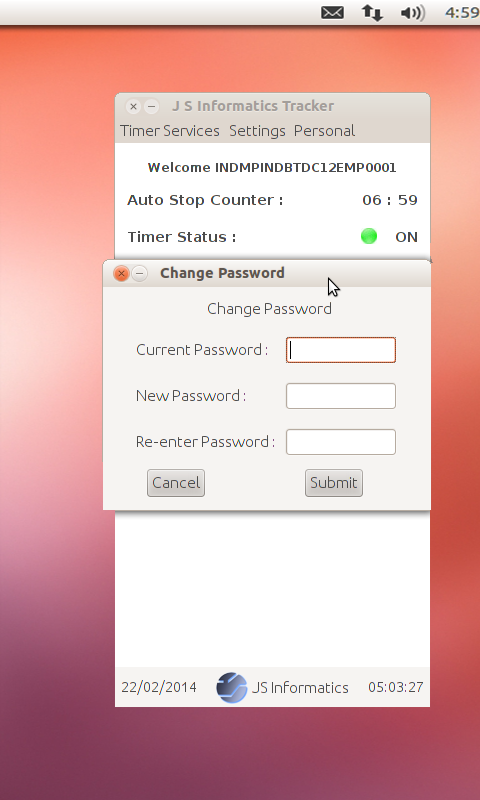 4:59
J S Informatics Tracker
Timer Services Settings Personal
Welcome INDMPINDBTDC12EMP0001
Auto Stop Counter : 06 : 59
Timer Status : ON
Change Password
Change Password
Current Password :
New Password :
Re-enter Password :
Cancel Submit
22/02/2014 JS Informatics 05:03:27